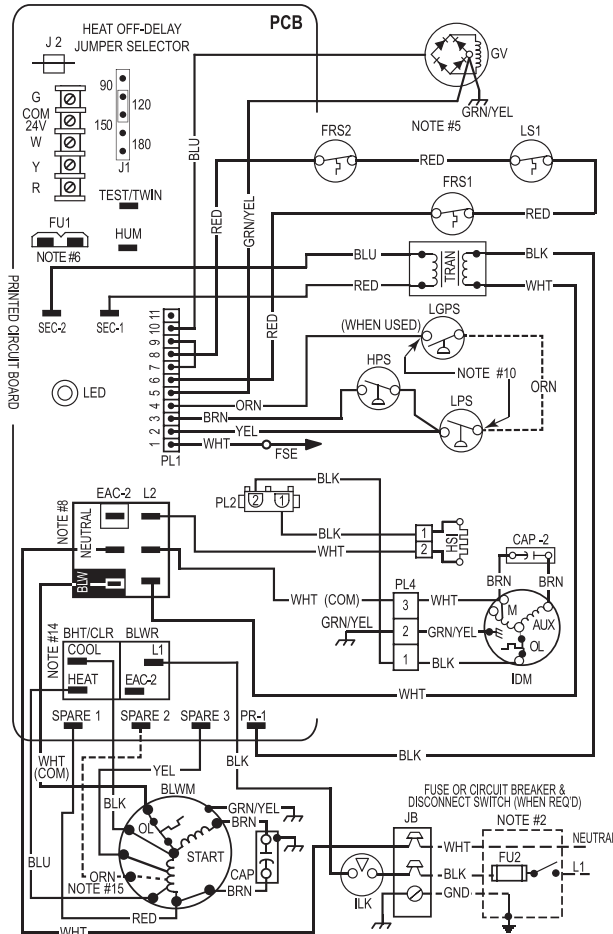 PCB
HEAT OFF-DELAY
JUMPER SELECTOR
J 2
90
120
150
180
J1
G
COM
24V
W
Y
R
TEST/TWIN
FU1
NOTE #6
HUM
PRINTED CIRCUIT BOARD
SEC-2
SEC-1
LED
BLU
RED
GRN/YEL
GV
GRN/YEL
NOTE #5
FRS2
RED
LS1
FRS1
RED
RED
BLU
RED
TRAN
BLK
WHT
11
10
9
8
7
6
5
4
3
2
1
PL1
(WHEN USED)
LGPS
ORN
HPS
NOTE #10
ORN
BRN
LPS
YEL
WHT
FSE
NOTE #8
EAC-2
L2
NEUTRAL
BLW
PL2
2
1
BLK
BLK
WHT
1
2
HSI
CAP -2
BRN
BRN
PL4
WHT (COM)
3
WHT
M
AUX
GRN/YEL
2
GRN/YEL
OL
1
BLK
IDM
WHT
NOTE #14
BHT/CLR
BLWR
COOL
L1
HEAT
EAC-2
SPARE 1
SPARE 2
SPARE 3
PR-1
BLK
WHT
(COM)
YEL
BLK
BLWM
BLK
GRN/YEL
BRN
OL
START
CAP
BLU
ORN
NOTE #15
BRN
RED
WHT
FUSE OR CIRCUIT BREAKER &
DISCONNECT SWITCH (WHEN REQ'D)
NOTE #2
JB
WHT
NEUTRAL
FU2
BLK
L1
GND
ILK